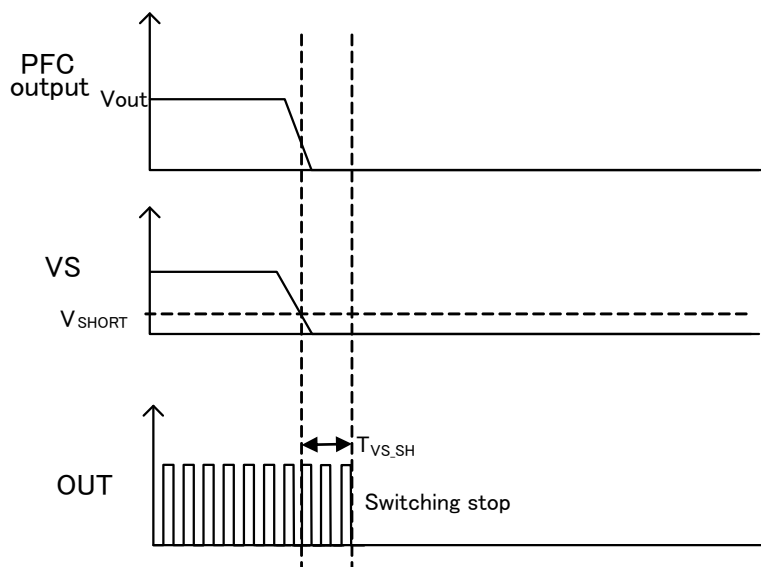 PFC
output
Vout
VS
VSHORT
TVS_SH
OUT
Switching stop